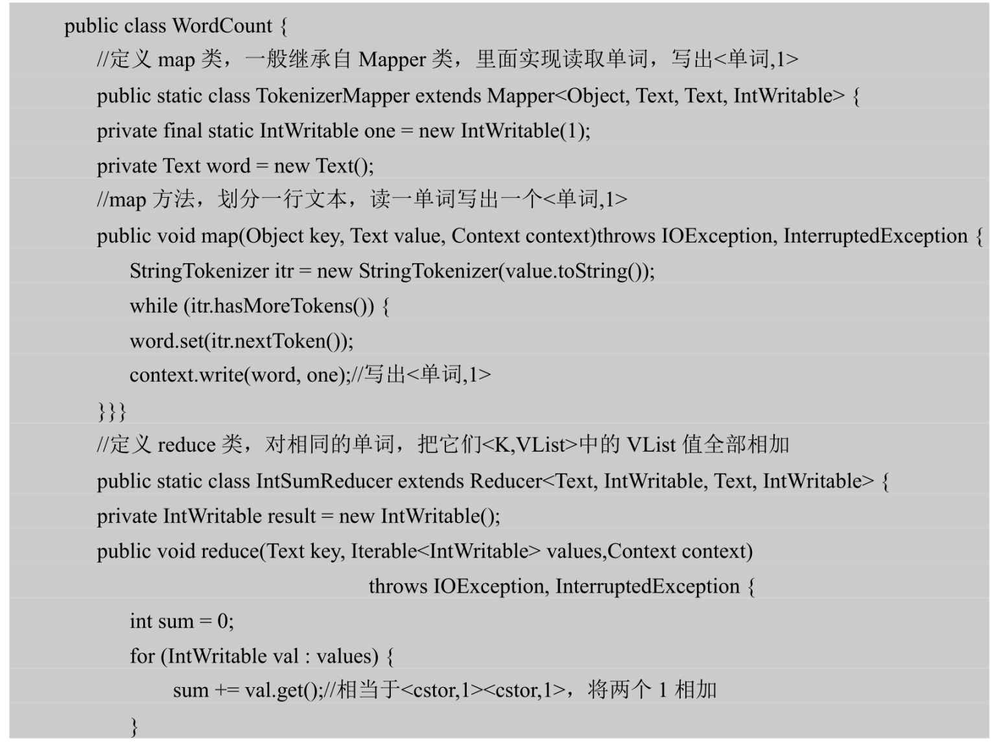 public class WordCount {
//定义 map 类，一般继承自 Mapper 类，里面实现读取单词，写出<单词,1>
public static class TokenizerMapper extends Mapper<Object, Text, Text, IntWritable> {
private final static IntWritable one = new IntWritable(1);
private Text word = new Text();
//map 方法，划分一行文本，读一单词写出一个<单词,1>
public void map(Object key, Text value, Context context)throws IOException, InterruptedException {
StringTokenizer itr = new StringTokenizer(value.toString());
while (itr.hasMoreTokens()) {
word.set(itr.nextToken());
context.write(word, one);//写出<单词,1>
}}}
//定义 reduce 类，对相同的单词，把它们<K,VList>中的 VList 值全部相加
public static class IntSumReducer extends Reducer<Text, IntWritable, Text, IntWritable> {
private IntWritable result = new IntWritable();
public void reduce(Text key, Iterable<IntWritable> values,Context context)
throws IOException, InterruptedException {
int sum = 0;
for (IntWritable val : values) {
sum += val.get();//相当于<cstor,1><cstor,1>，将两个 1 相加
}